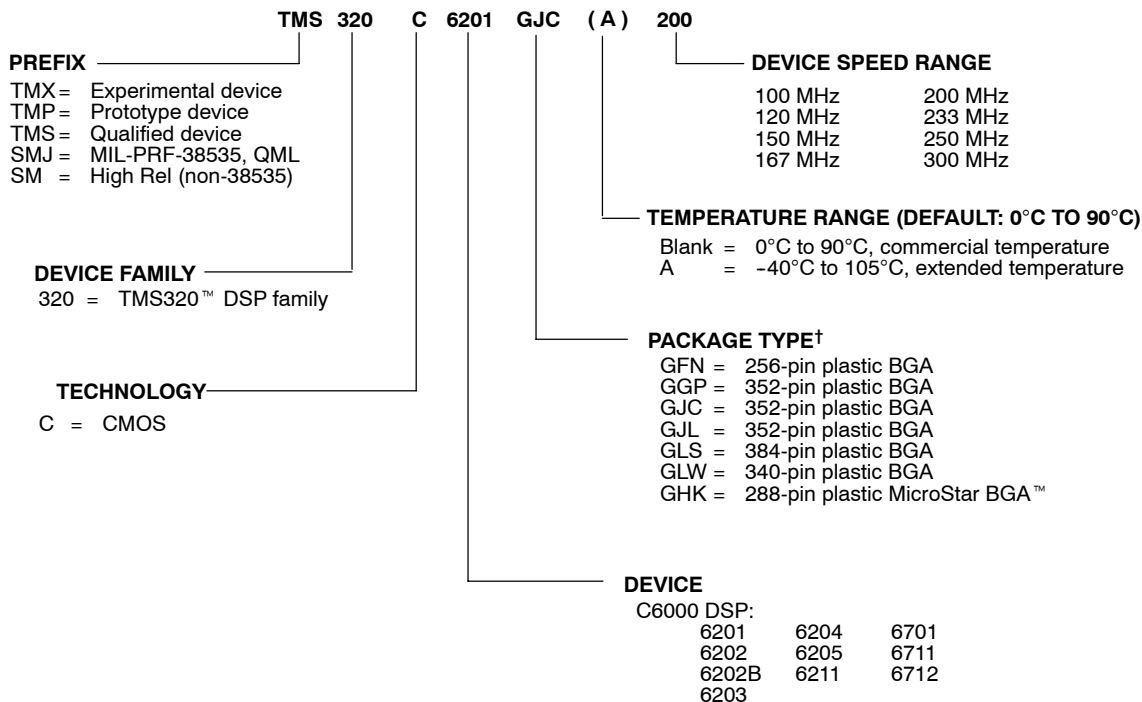 TMS 320 C 6201 GJC ( A ) 200
PREFIX
TMX = Experimental device
TMP = Prototype device
TMS = Qualified device
SMJ = MIL-PRF-38535, QML
SM = High Rel (non-38535)
DEVICE SPEED RANGE
100 MHz 200 MHz
120 MHz 233 MHz
150 MHz 250 MHz
167 MHz 300 MHz
TEMPERATURE RANGE (DEFAULT: 0°C TO 90°C)
Blank = 0°C to 90°C, commercial temperature
A = -40°C to 105°C, extended temperature
DEVICE FAMILY
320 = TMS320™ DSP family
PACKAGE TYPE†
GFN = 256-pin plastic BGA
GGP = 352-pin plastic BGA
GJC = 352-pin plastic BGA
GJL = 352-pin plastic BGA
GLS = 384-pin plastic BGA
GLW = 340-pin plastic BGA
GHK = 288-pin plastic MicroStar BGA™
TECHNOLOGY
C = CMOS
DEVICE
C6000 DSP:
6201 6204 6701
6202 6205 6711
6202B 6211 6712
6203